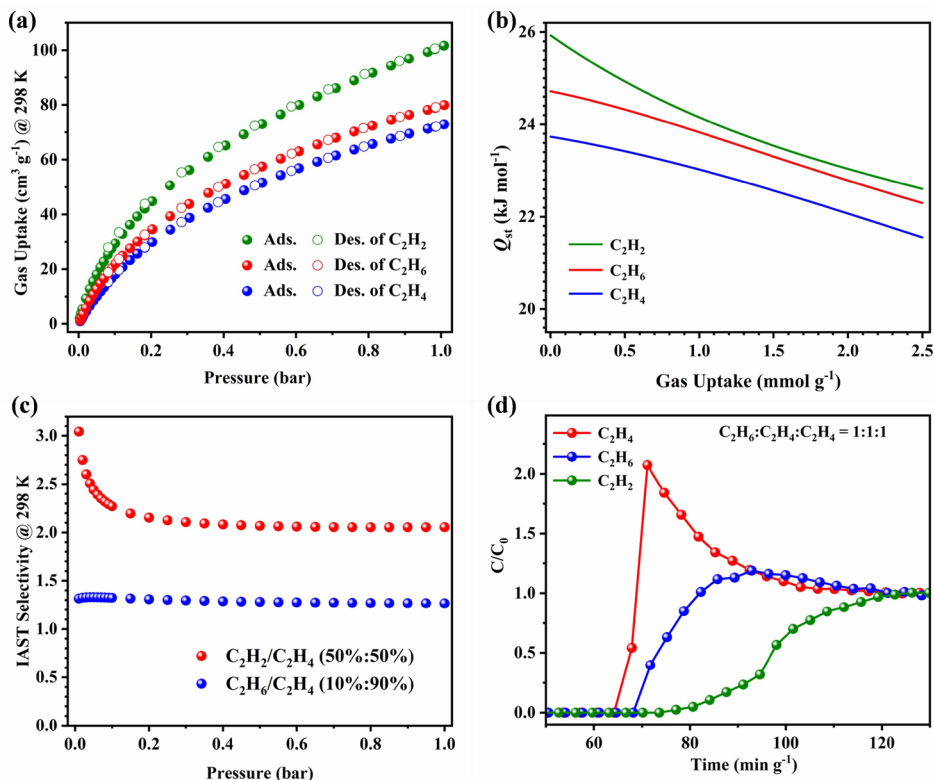 (a)
Gas Uptake (cm³ g⁻¹) @ 298 K
100
80
60
40
20
0
Ads. Des. of C₂H₂
Ads. Des. of C₂H₆
Ads. Des. of C₂H₄
0.0 0.2 0.4 0.6 0.8 1.0
Pressure (bar)
(b)
Qst (kJ mol⁻¹)
26
24
22
20
C₂H₂
C₂H₆
C₂H₄
0.0 0.5 1.0 1.5 2.0 2.5
Gas Uptake (mmol g⁻¹)
(c)
IAST Selectivity @ 298 K
3.0
2.5
2.0
1.5
1.0
0.5
0.0
C₂H₂/C₂H₄ (50%:50%)
C₂H₆/C₂H₄ (10%:90%)
0.0 0.2 0.4 0.6 0.8 1.0
Pressure (bar)
(d)
C/C₀
2.0
1.5
1.0
0.5
0.0
C₂H₄
C₂H₆
C₂H₂
C₂H₆:C₂H₄:C₂H₄ = 1:1:1
60 80 100 120
Time (min g⁻¹)